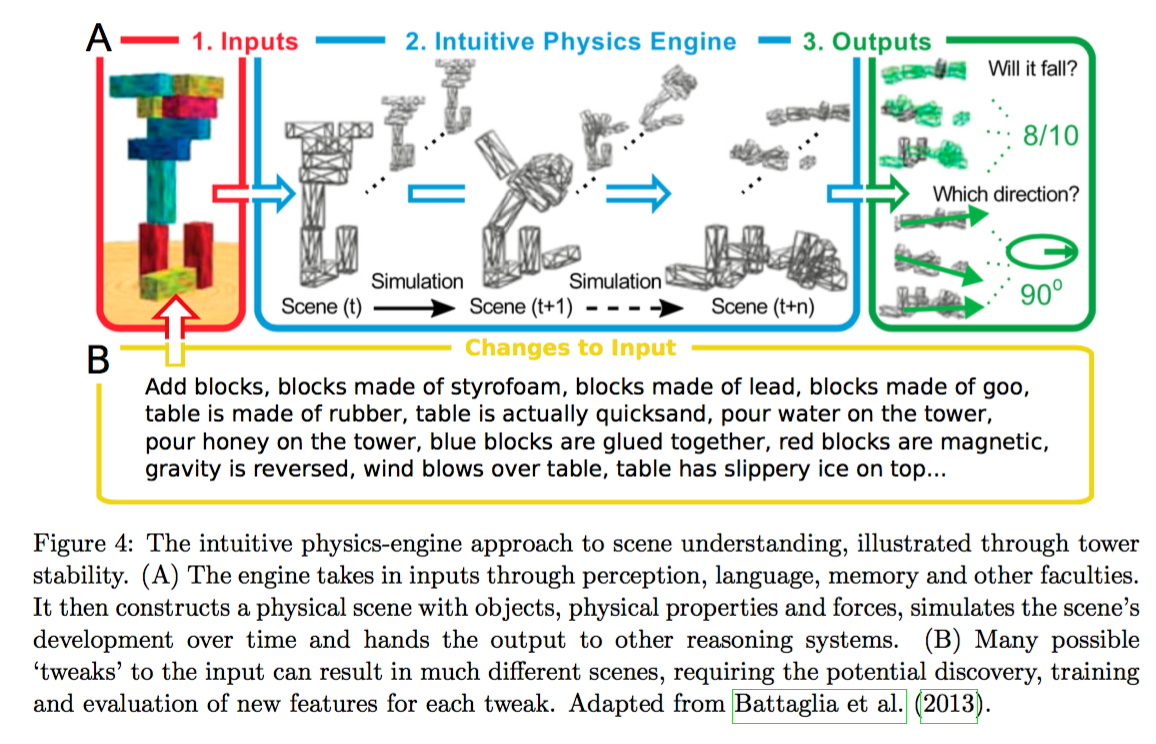 A
1. Inputs
2. Intuitive Physics Engine
3. Outputs
Will it fall?
8/10
Which direction?
90°
Simulation
Simulation
Scene (t)
Scene (t+1)
Scene (t+n)
B
Changes to Input
Add blocks, blocks made of styrofoam, blocks made of lead, blocks made of goo,
table is made of rubber, table is actually quicksand, pour water on the tower,
pour honey on the tower, blue blocks are glued together, red blocks are magnetic,
gravity is reversed, wind blows over table, table has slippery ice on top...
Figure 4: The intuitive physics-engine approach to scene understanding, illustrated through tower
stability. (A) The engine takes in inputs through perception, language, memory and other faculties.
It then constructs a physical scene with objects, physical properties and forces, simulates the scene's
development over time and hands the output to other reasoning systems. (B) Many possible
‘tweaks’ to the input can result in much different scenes, requiring the potential discovery, training
and evaluation of new features for each tweak. Adapted from Battaglia et al. (2013).